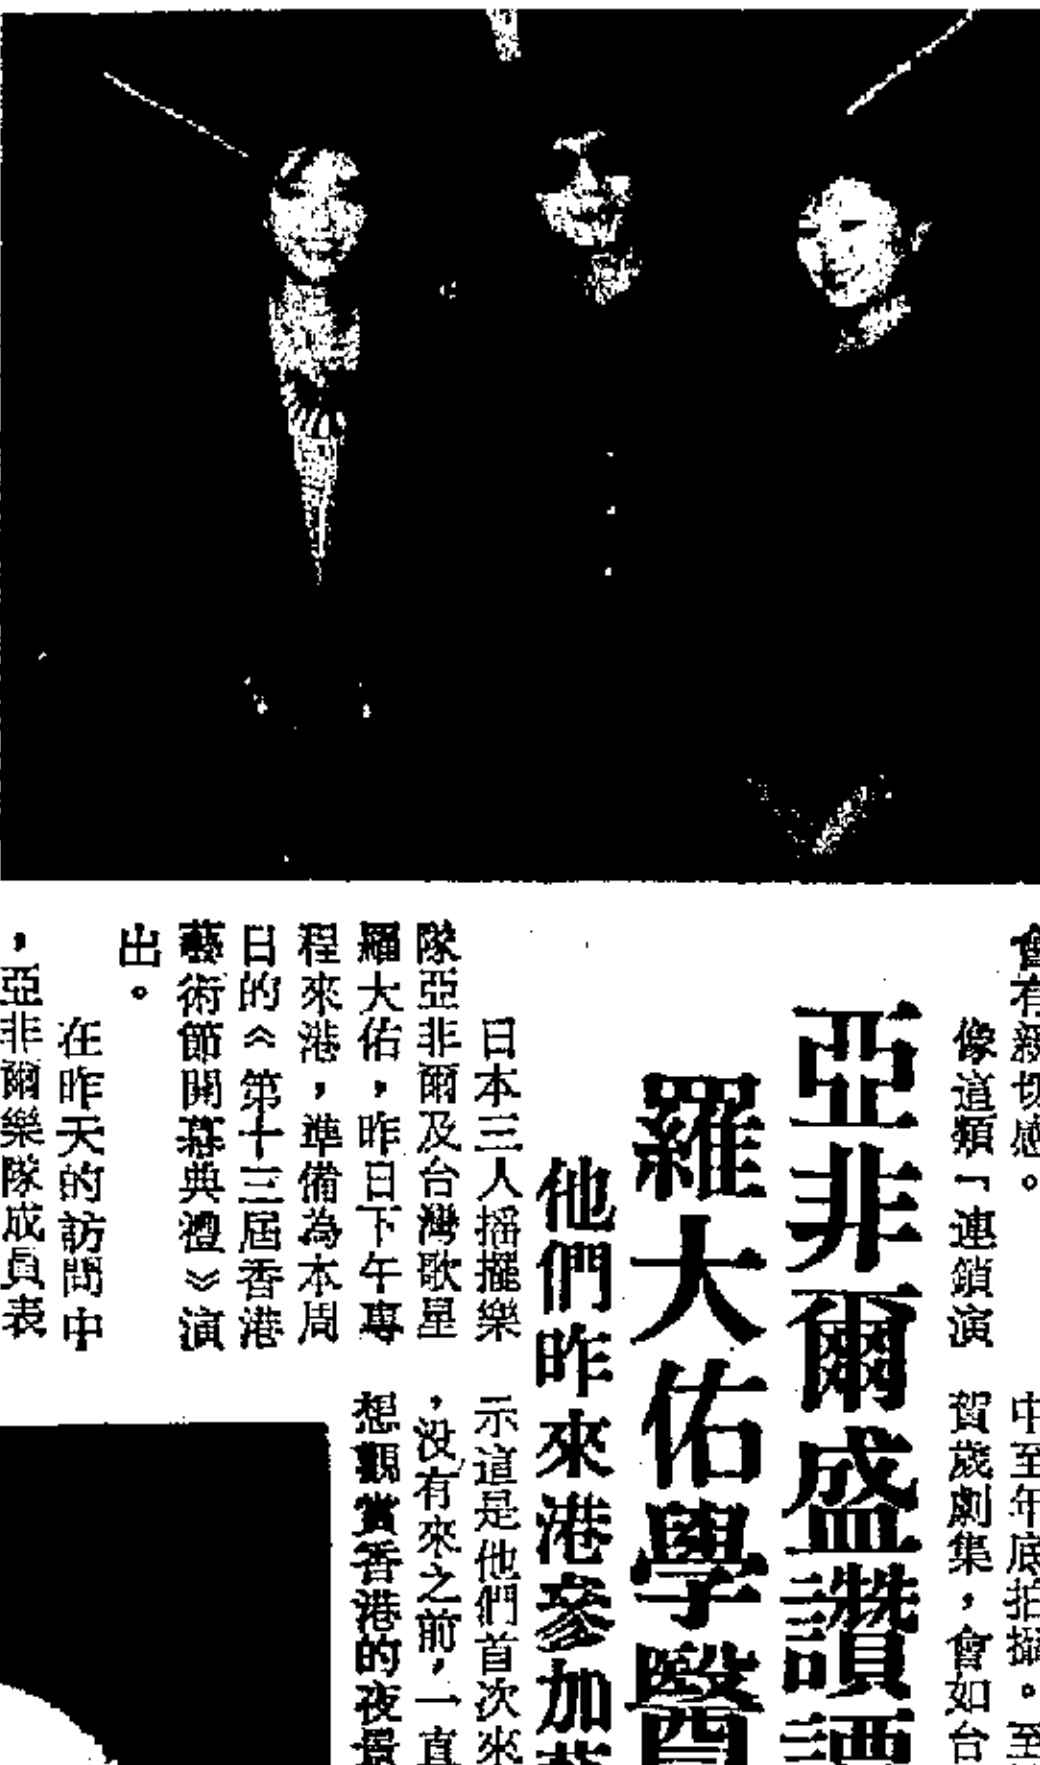 會有親切感。
像這類「連鎖演
中至年底拍攝。至
賀歲劇集，會如台
亞非爾盛讚
羅大佑學醫
他們昨來港參加
日本三人搖擺樂
隊亞非爾及台灣歌星
羅大佑，昨日下午專
程來港，準備為本周
日的《第十三屆香港
藝術節開幕典禮》演
出。
在昨天的訪問中
，亞非爾樂隊成員表
示這是他們首次來
，没有來之前，一直
想觀賞香港的夜景